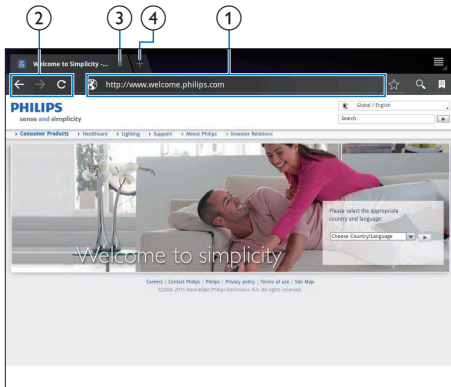 2 3 4 1
Welcome to Simplicity -...
http://www.welcome.philips.com
PHILIPS
sense and simplicity
Global / English
Search
Consumer Products Healthcare Lighting Support About Philips Investor Relations
Please select the appropriate
country and language:
Choose Country/Language
Welcome to simplicity
Careers | Contact Philips | Philips | Privacy policy | Terms of use | Site Map
©2004-2011 Koninklijke Philips Electronics N.V. All rights reserved.